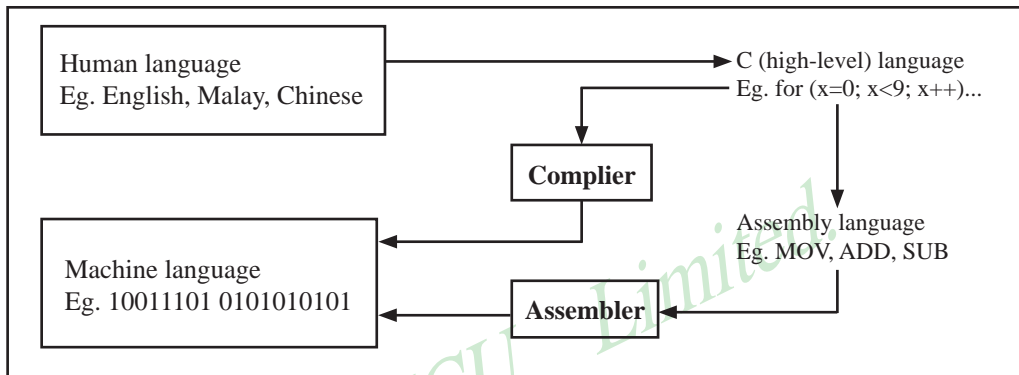 Human language
Eg. English, Malay, Chinese
C (high-level) language
Eg. for (x=0; x<9; x++)...
Complier
Assembly language
Eg. MOV, ADD, SUB
Machine language
Eg. 10011101 0101010101
Assembler
Limited.